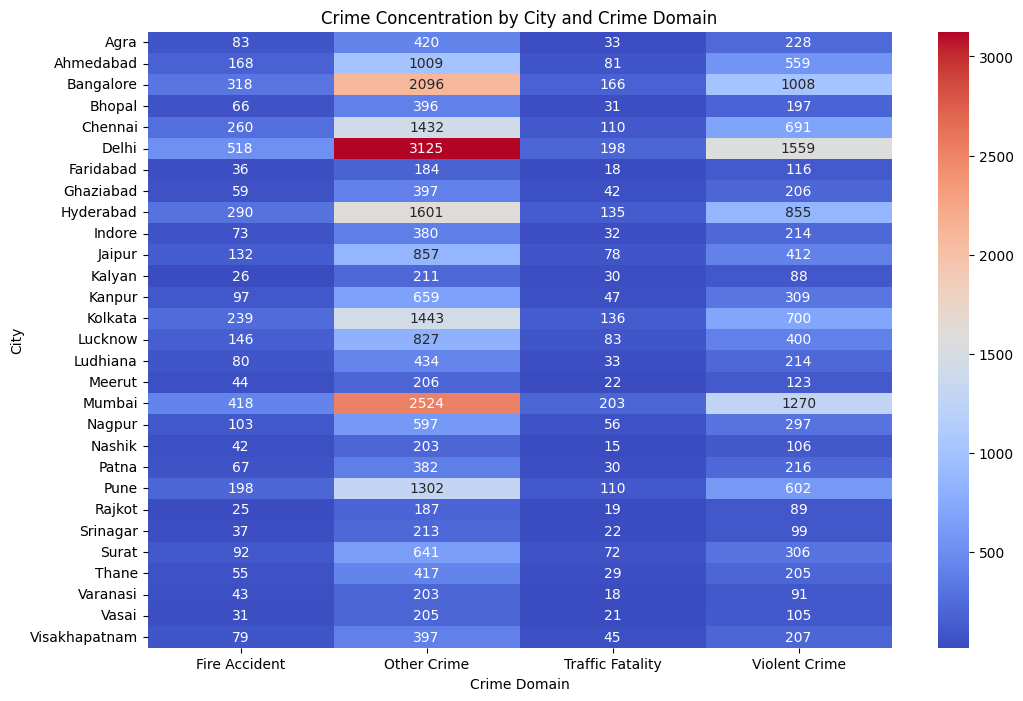 Crime Concentration by City and Crime Domain
Agra 83 420 33 228
Ahmedabad 168 1009 81 559
Bangalore 318 2096 166 1008
Bhopal 66 396 31 197
Chennai 260 1432 110 691
Delhi 518 3125 198 1559
Faridabad 36 184 18 116
Ghaziabad 59 397 42 206
Hyderabad 290 1601 135 855
Indore 73 380 32 214
Jaipur 132 857 78 412
Kalyan 26 211 30 88
Kanpur 97 659 47 309
Kolkata 239 1443 136 700
Lucknow 146 827 83 400
Ludhiana 80 434 33 214
Meerut 44 206 22 123
Mumbai 418 2524 203 1270
Nagpur 103 597 56 297
Nashik 42 203 15 106
Patna 67 382 30 216
Pune 198 1302 110 602
Rajkot 25 187 19 89
Srinagar 37 213 22 99
Surat 92 641 72 306
Thane 55 417 29 205
Varanasi 43 203 18 91
Vasai 31 205 21 105
Visakhapatnam 79 397 45 207
Fire Accident Other Crime Traffic Fatality Violent Crime
Crime Domain
City
3000
2500
2000
1500
1000
500